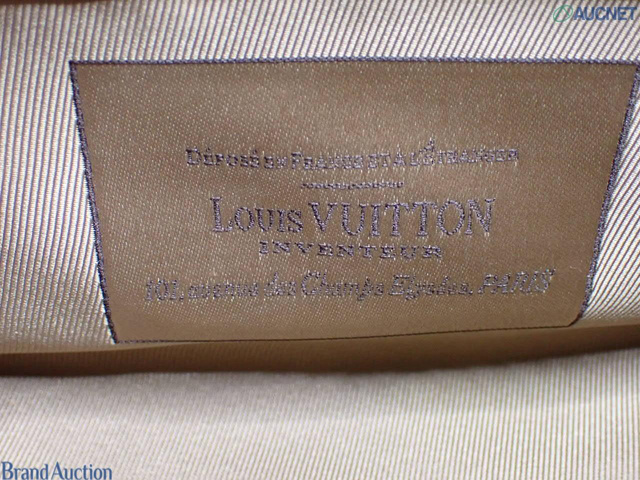 AUCNET
DÉPOSÉ EN FRANCE ET A L'ÉTRANGER
LOUIS VUITTON
INVENTEUR
101, avenue des Champs Elysées, PARIS
Brand Auction